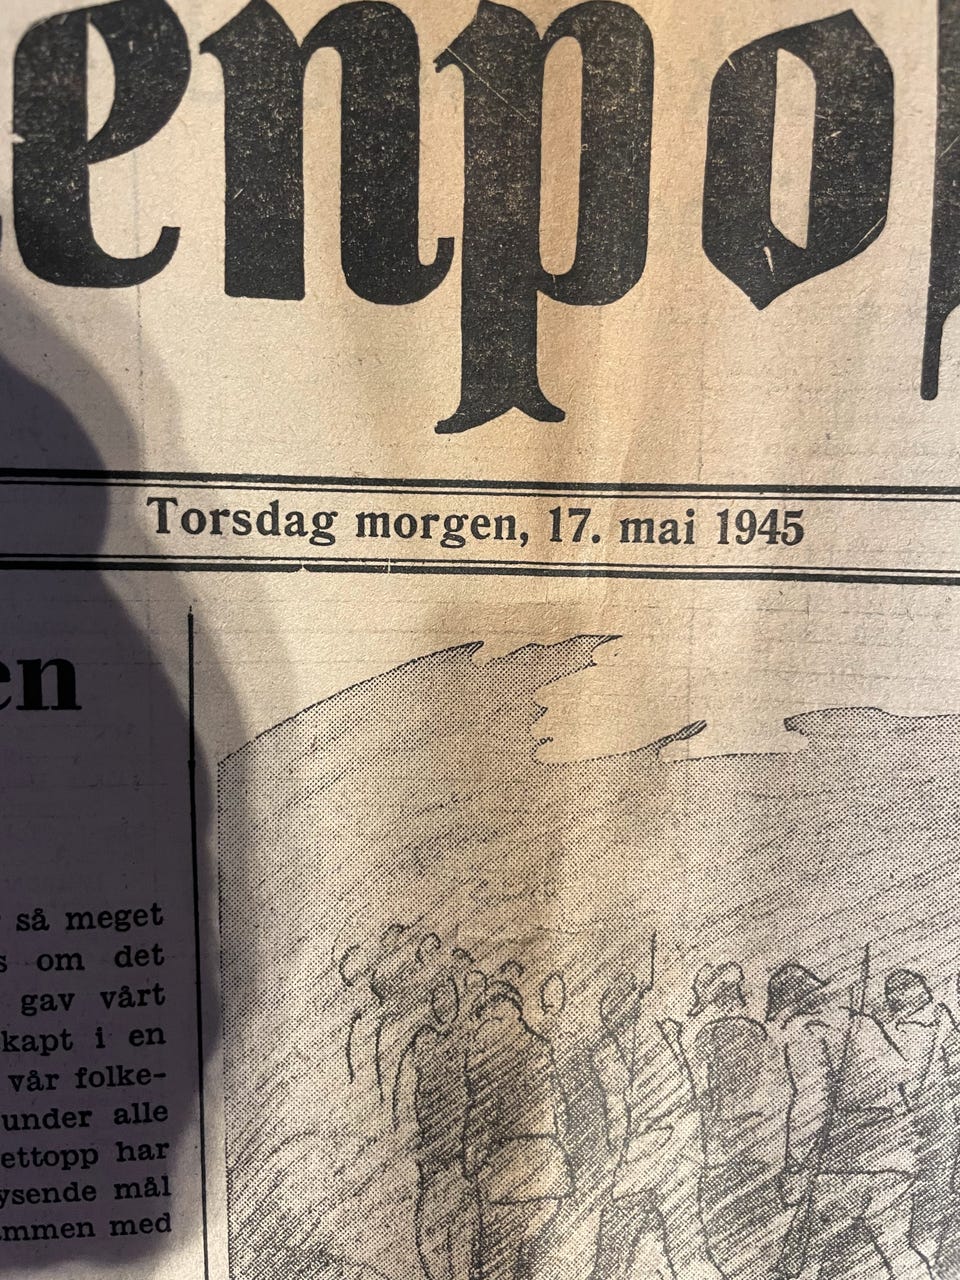 enpo
Torsdag morgen, 17. mai 1945
en
så meget
s om det
gav vårt
kapt i en
vår folke-
under alle
ettopp har
ysende mål
mmen med